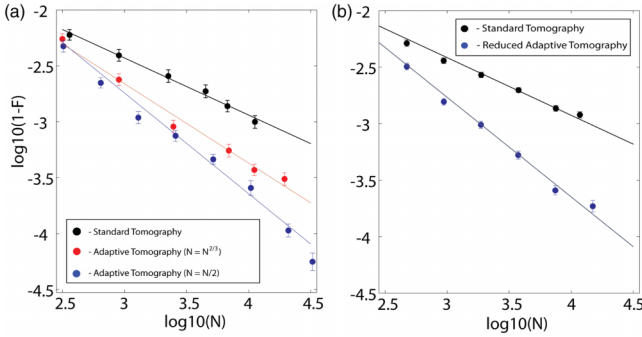 (a)
-2
-2.5
-3
-3.5
-4
-4.5
log10(1-F)
2.5 3 3.5 4 4.5
log10(N)
- Standard Tomography
- Adaptive Tomography (N = N^{2/3})
- Adaptive Tomography (N = N/2)
(b)
-2
-2.5
-3
-3.5
-4
-4.5
2.5 3 3.5 4 4.5
log10(N)
- Standard Tomography
- Reduced Adaptive Tomography